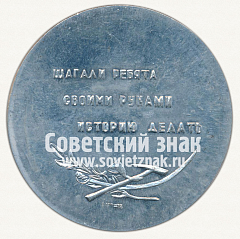 ШАГАЛИ РЕБЯТА
СВОИМИ РУКАМИ
ИСТОРИЮ ДЕЛАТЬ
Советский знак
www.sovietznak.ru